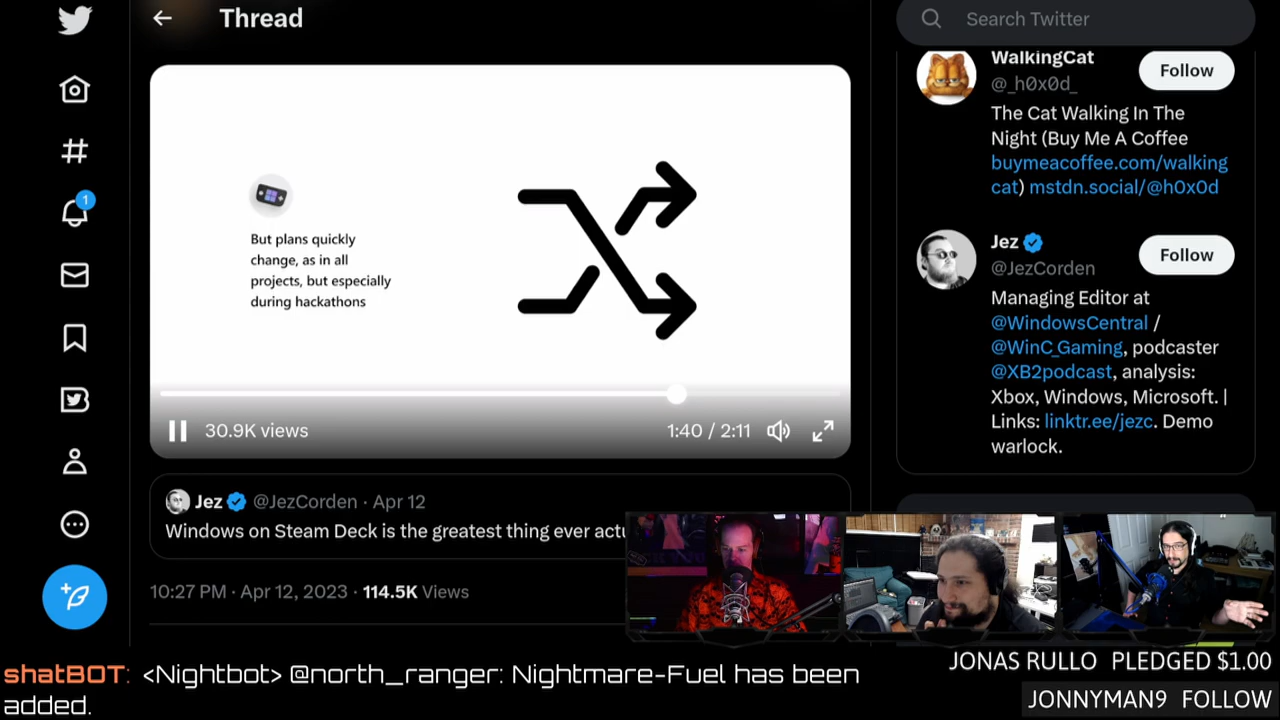 Thread
Search Twitter
1
But plans quickly
change, as in all
projects, but especially
during hackathons
30.9K views
1:40 / 2:11
Jez @JezCorden · Apr 12
Windows on Steam Deck is the greatest thing ever
10:27 PM · Apr 12, 2023 · 114.5K Views
WalkingCat
@_h0x0d_
Follow
The Cat Walking In The
Night (Buy Me A Coffee
buymeacoffee.com/walking
cat) mstdn.social/@h0x0d
Jez
@JezCorden
Follow
Managing Editor at
@WindowsCentral /
@WinC_Gaming, podcaster
@XB2podcast, analysis:
Xbox, Windows, Microsoft. |
Links: linktr.ee/jezc. Demo
warlock.
shatBOT: <Nightbot> @north_ranger: Nightmare-Fuel has been
added.
JONAS RULLO PLEDGED $1.00
JONNYMAN9 FOLLOW